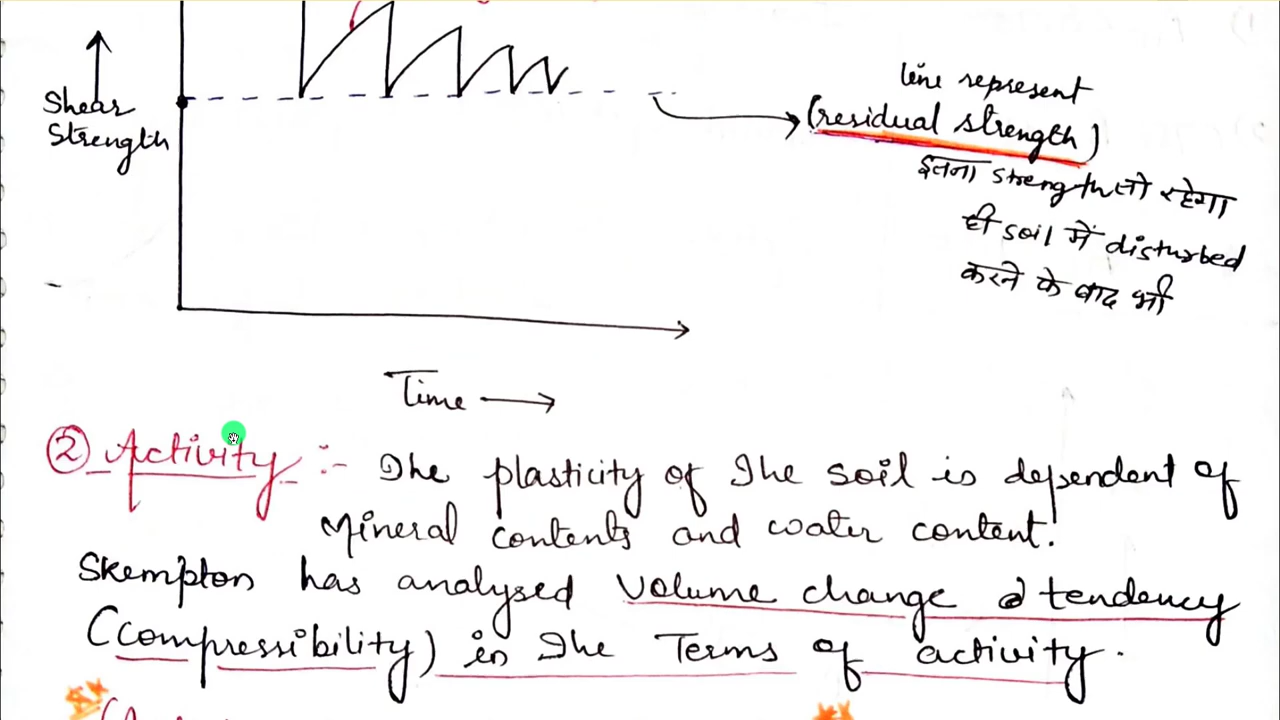 Shear
Strength
line represent
(residual strength)
इतना strength तो रहेगा
ही soil में disturbed
करने के बाद भी
Time
② Activity :- The plasticity of The soil is dependent of
Mineral contents and water content.
Skempton has analysed volume change tendency
(compressibility) in The Terms of activity.